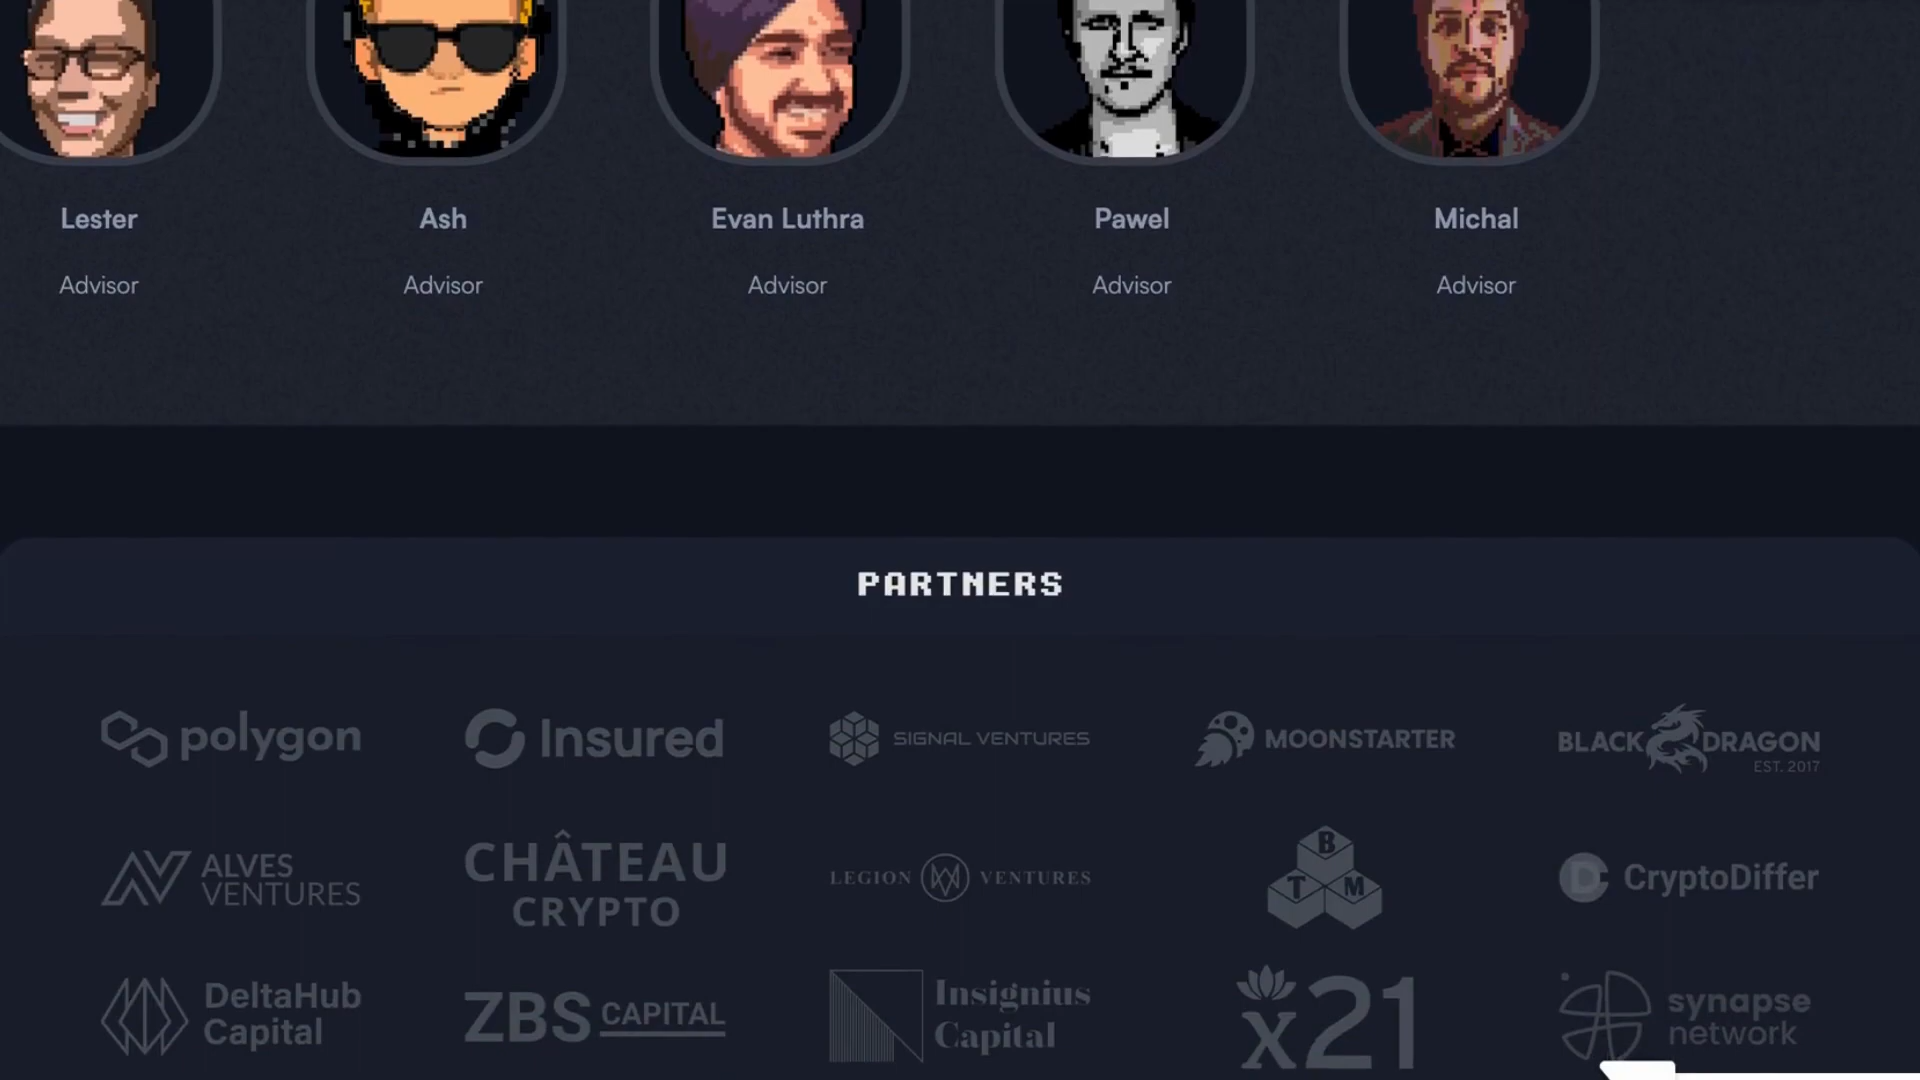 Lester
Ash
Evan Luthra
Pawel
Michal
Advisor
Advisor
Advisor
Advisor
Advisor
PARTNERS
polygon
Insured
SIGNAL VENTURES
MOONSTARTER
BLACK DRAGON
EST. 2017
ALVES
VENTURES
CHÂTEAU
CRYPTO
LEGION VENTURES
B
T M
CryptoDiffer
DeltaHub
Capital
ZBS CAPITAL
Insignius
Capital
x21
synapse
network